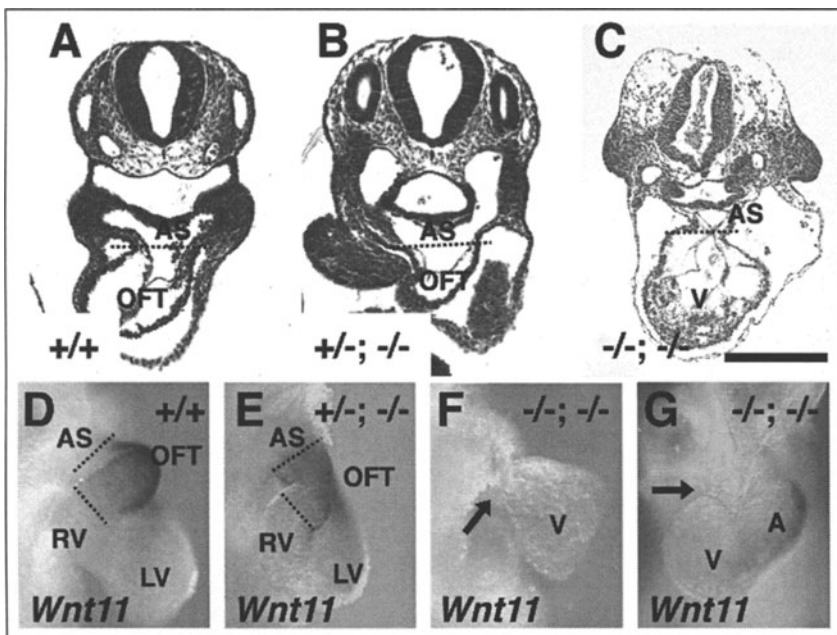 A
AS
OFT
+/+
B
AS
OFT
+/-; -/-
C
AS
V
-/-; -/-
D
+/+
AS
OFT
RV
LV
Wnt11
E
+/-; -/-
AS
OFT
RV
LV
Wnt11
F
-/-; -/-
V
Wnt11
G
-/-; -/-
A
V
Wnt11